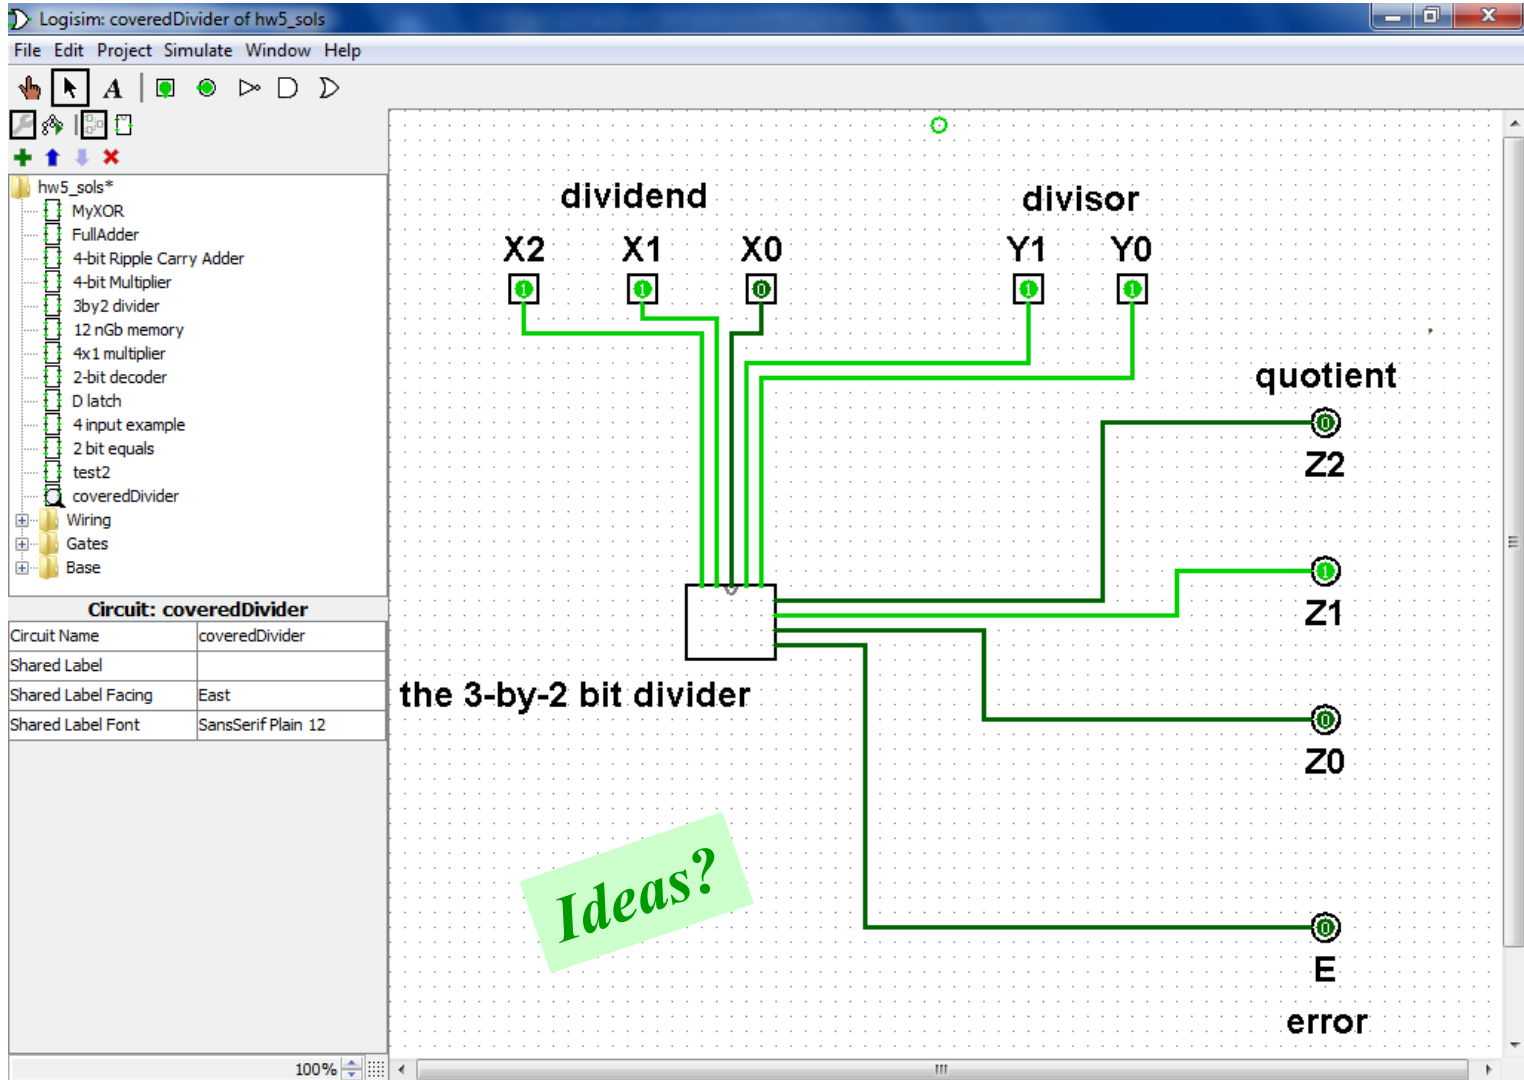 Logisim: coveredDivider of hw5_sols
File Edit Project Simulate Window Help
A
hw5_sols*
MyXOR
FullAdder
4-bit Ripple Carry Adder
4-bit Multiplier
3by2 divider
12 nGb memory
4x1 multiplier
2-bit decoder
D latch
4 input example
2 bit equals
test2
coveredDivider
Wiring
Gates
Base
Circuit: coveredDivider
Circuit Name coveredDivider
Shared Label
Shared Label Facing East
Shared Label Font SansSerif Plain 12
100%
dividend divisor
X2 X1 X0 Y1 Y0
1 1 0 1 1
quotient
0
Z2
1
Z1
the 3-by-2 bit divider
0
Z0
Ideas?
0
E
error